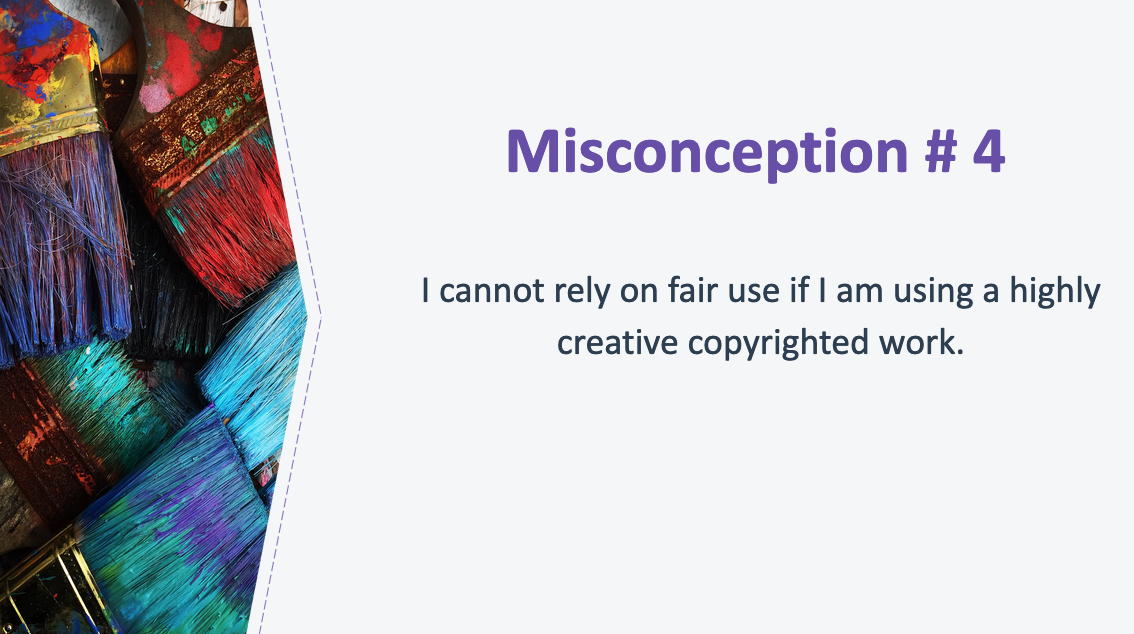 Misconception # 4
I cannot rely on fair use if I am using a highly
creative copyrighted work.